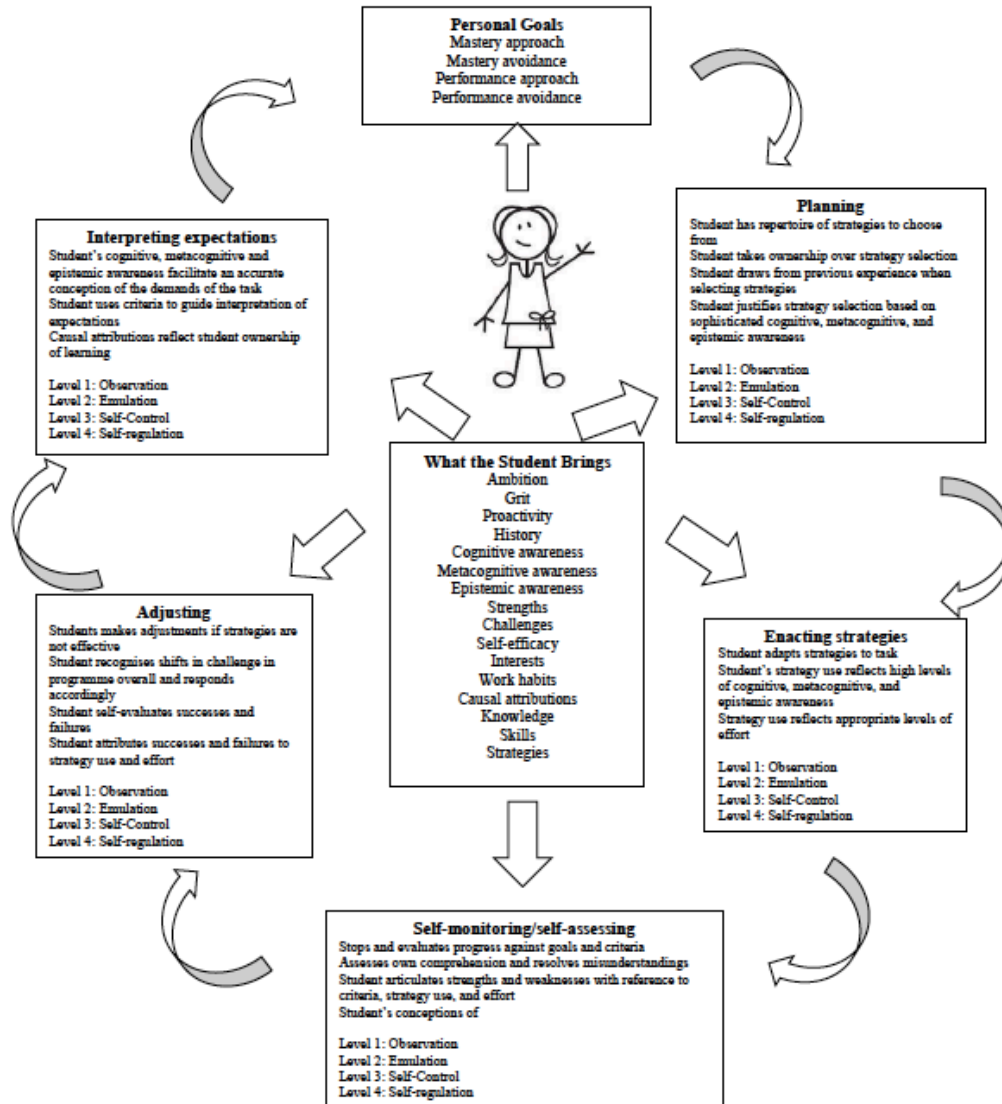 Personal Goals
Mastery approach
Mastery avoidance
Performance approach
Performance avoidance
Interpreting expectations
Student's cognitive, metacognitive and
epistemic awareness facilitate an accurate
conception of the demands of the task
Student uses criteria to guide interpretation of
expectations
Causal attributions reflect student ownership
of learning
Level 1: Observation
Level 2: Emulation
Level 3: Self-Control
Level 4: Self-regulation
Planning
Student has repertoire of strategies to choose
from
Student takes ownership over strategy selection
Student draws from previous experience when
selecting strategies
Student justifies strategy selection based on
sophisticated cognitive, metacognitive, and
epistemic awareness
Level 1: Observation
Level 2: Emulation
Level 3: Self-Control
Level 4: Self-regulation
What the Student Brings
Ambition
Grit
Proactivity
History
Cognitive awareness
Metacognitive awareness
Epistemic awareness
Strengths
Challenges
Self-efficacy
Interests
Work habits
Causal attributions
Knowledge
Skills
Strategies
Adjusting
Students makes adjustments if strategies are
not effective
Student recognises shifts in challenge in
programme overall and responds
accordingly
Student self-evaluates successes and
failures
Student attributes successes and failures to
strategy use and effort
Level 1: Observation
Level 2: Emulation
Level 3: Self-Control
Level 4: Self-regulation
Enacting strategies
Student adapts strategies to task
Student's strategy use reflects high levels
of cognitive, metacognitive, and
epistemic awareness
Strategy use reflects appropriate levels of
effort
Level 1: Observation
Level 2: Emulation
Level 3: Self-Control
Level 4: Self-regulation
Self-monitoring/self-assessing
Stops and evaluates progress against goals and criteria
Assesses own comprehension and resolves misunderstandings
Student articulates strengths and weaknesses with reference to
criteria, strategy use, and effort
Student's conceptions of
Level 1: Observation
Level 2: Emulation
Level 3: Self-Control
Level 4: Self-regulation